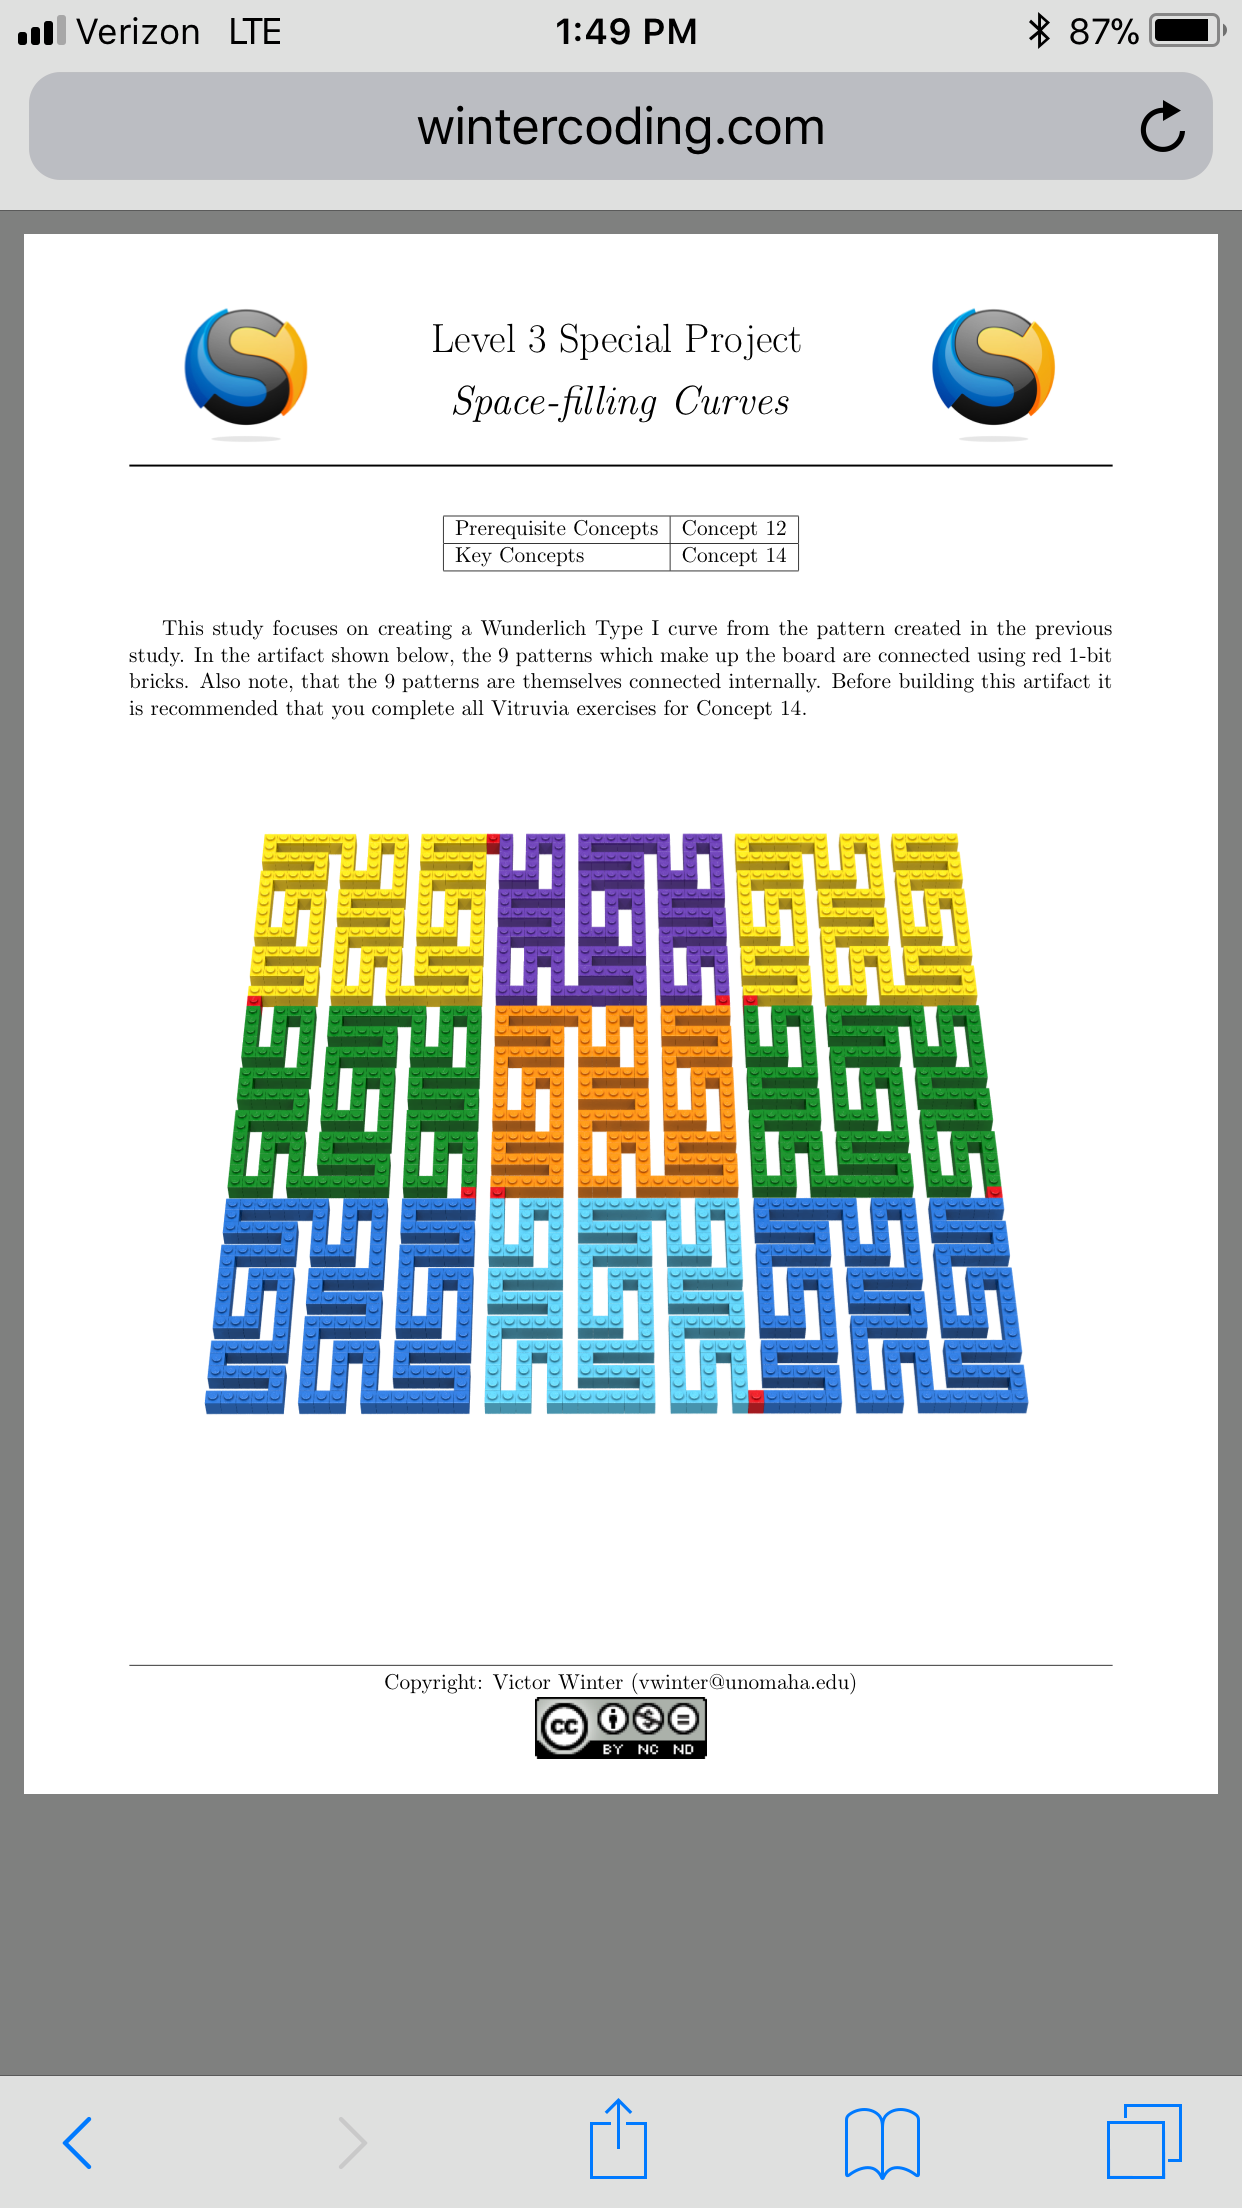 Verizon LTE 1:49 PM 87%
wintercoding.com
S
S
Level 3 Special Project
Space-filling Curves
Prerequisite Concepts Concept 12
Key Concepts Concept 14
This study focuses on creating a Wunderlich Type I curve from the pattern created in the previous
study. In the artifact shown below, the 9 patterns which make up the board are connected using red 1-bit
bricks. Also note, that the 9 patterns are themselves connected internally. Before building this artifact it
is recommended that you complete all Vitruvia exercises for Concept 14.
Copyright: Victor Winter (vwinter@unomaha.edu)
cc
BY NC ND